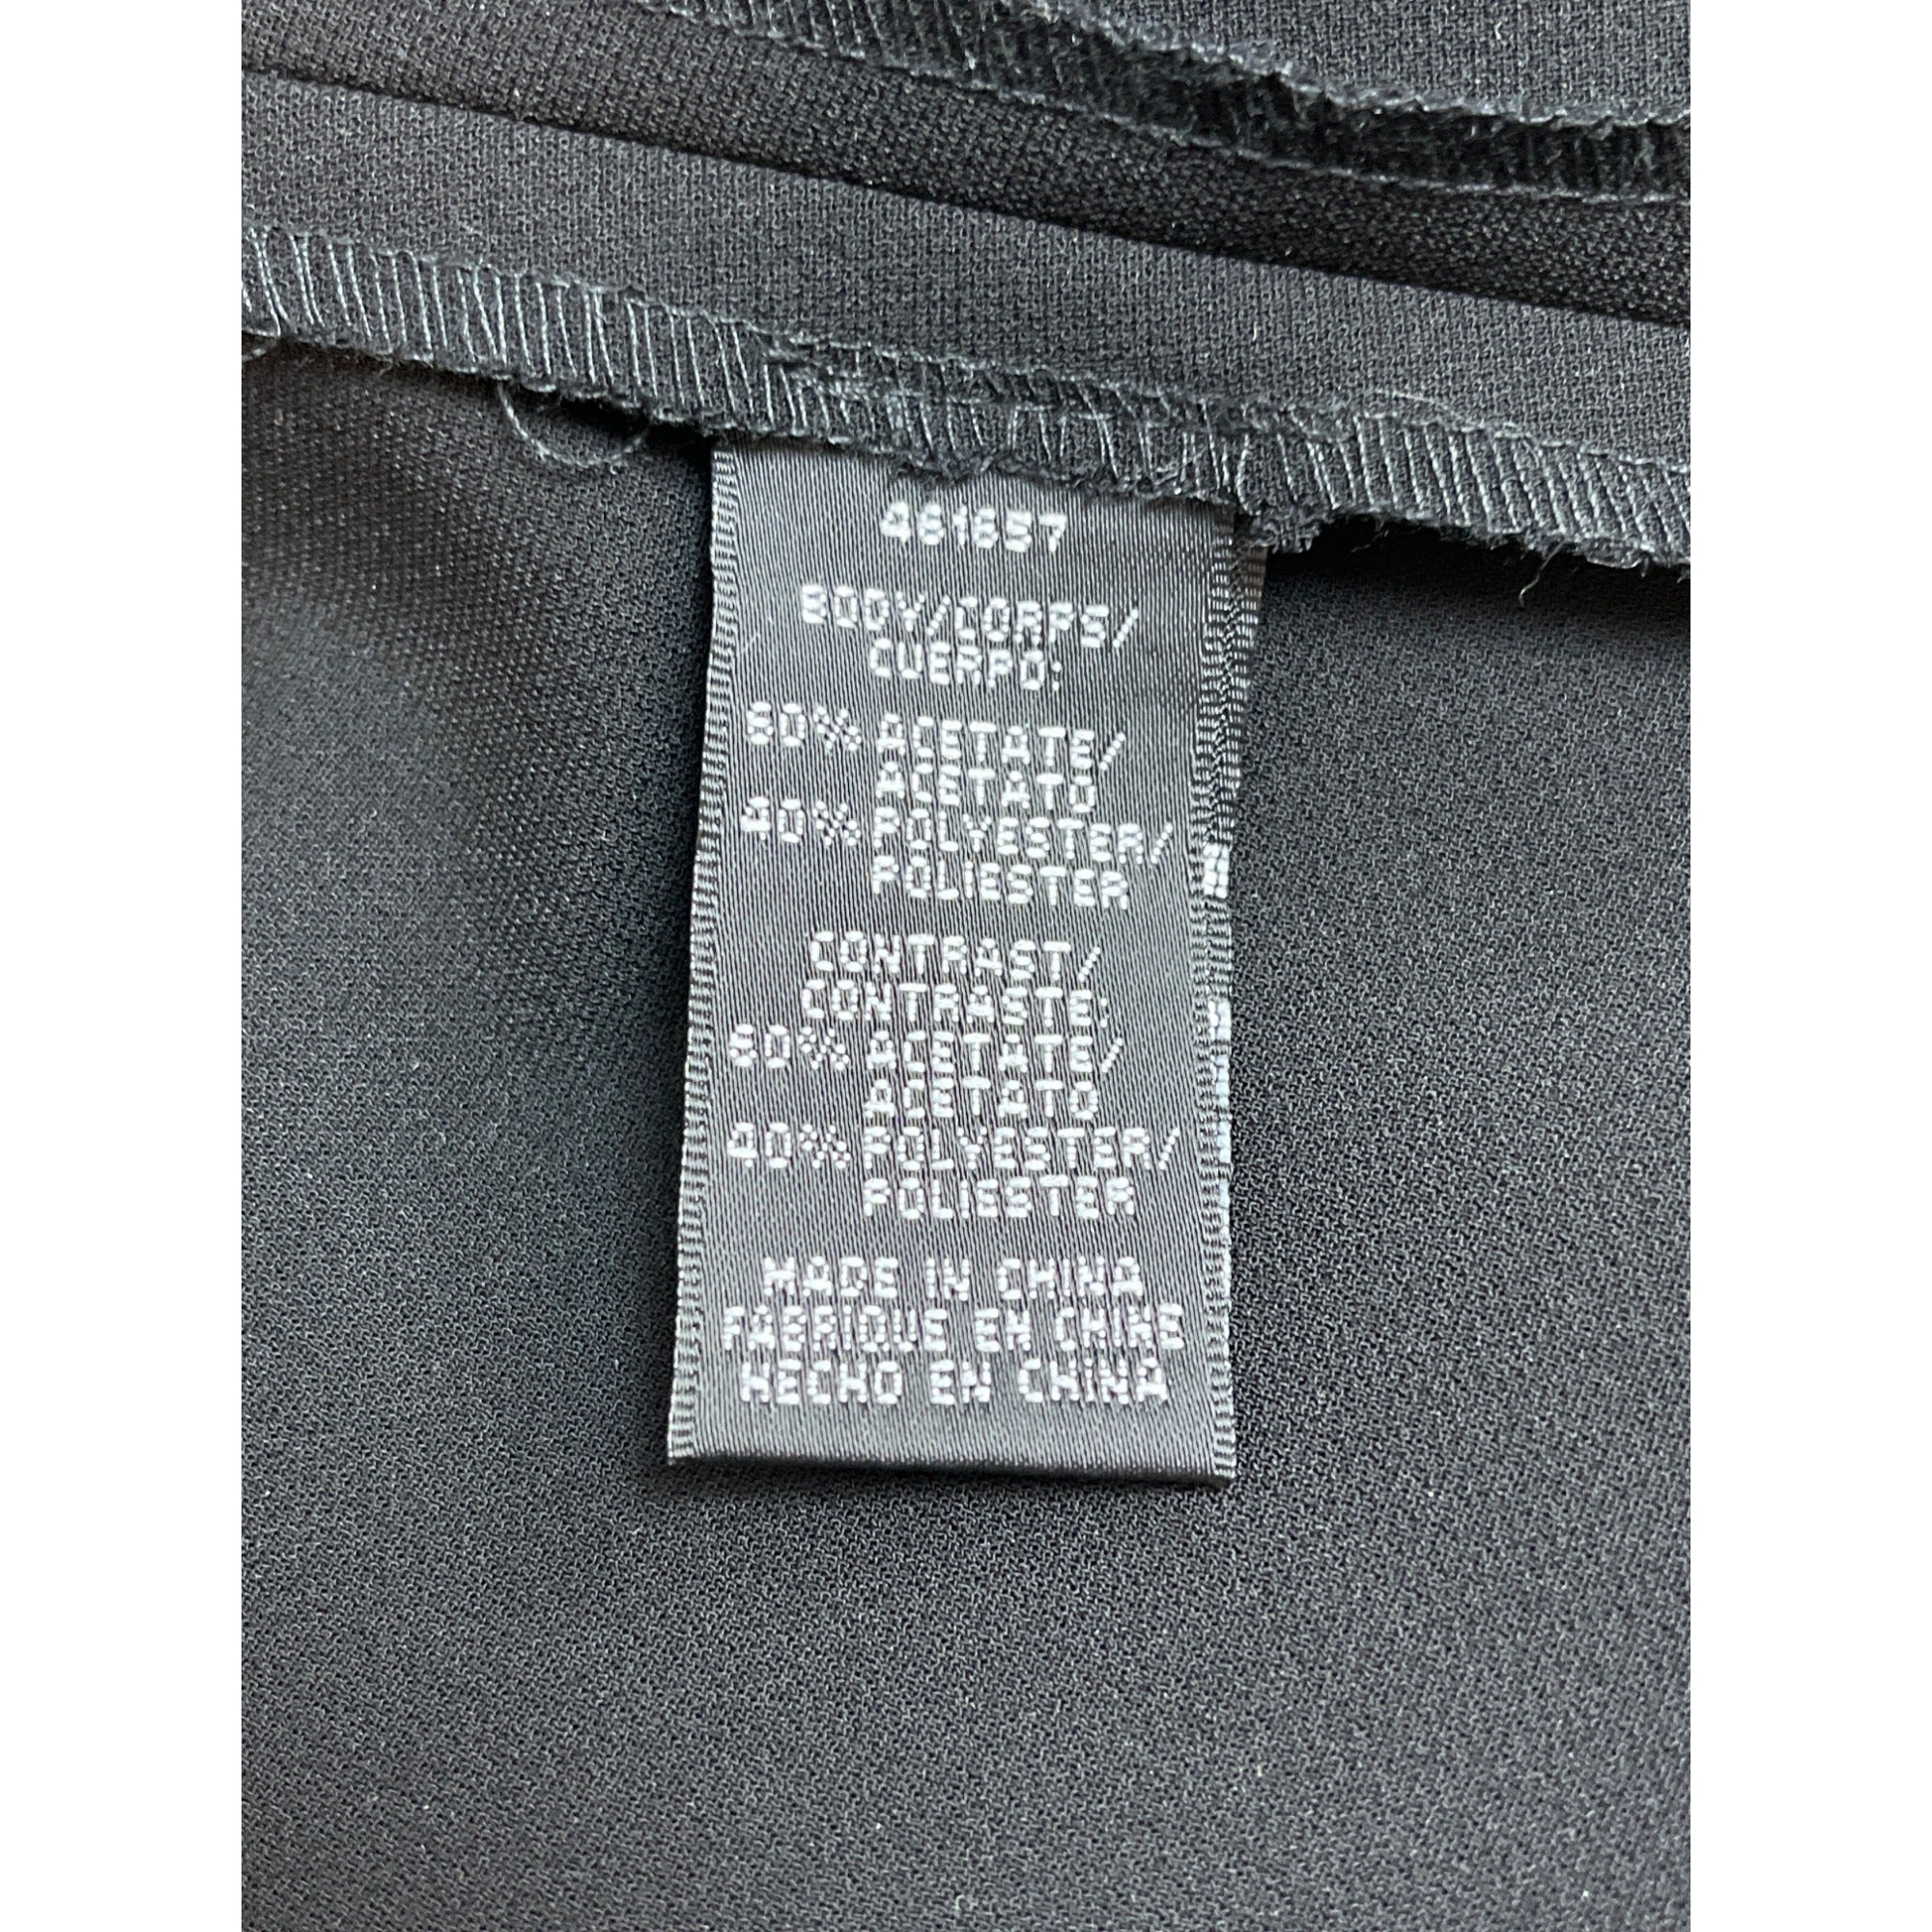 461657
BODY/CORPS/
CUERPO:
60% ACETATE/
ACETATO
40% POLYESTER/
POLIESTER
CONTRAST/
CONTRASTE:
60% ACETATE/
ACETATO
40% POLYESTER/
POLIESTER
MADE IN CHINA
FABRIQUE EN CHINE
HECHO EN CHINA